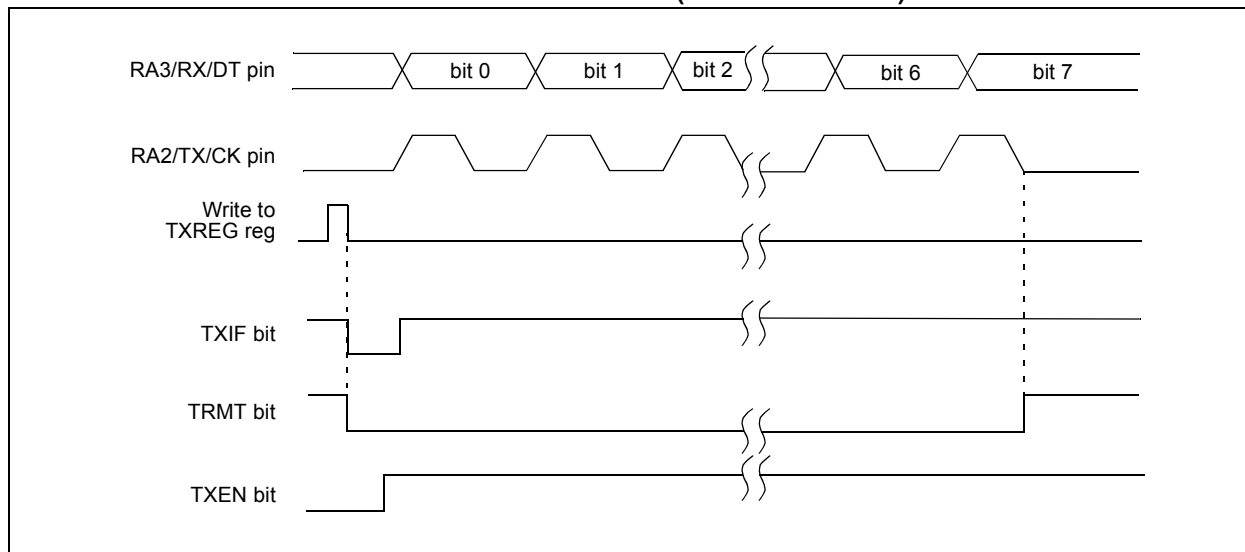 RA3/RX/DT pin
bit 0 bit 1 bit 2 bit 6 bit 7
RA2/TX/CK pin
Write to
TXREG reg
TXIF bit
TRMT bit
TXEN bit